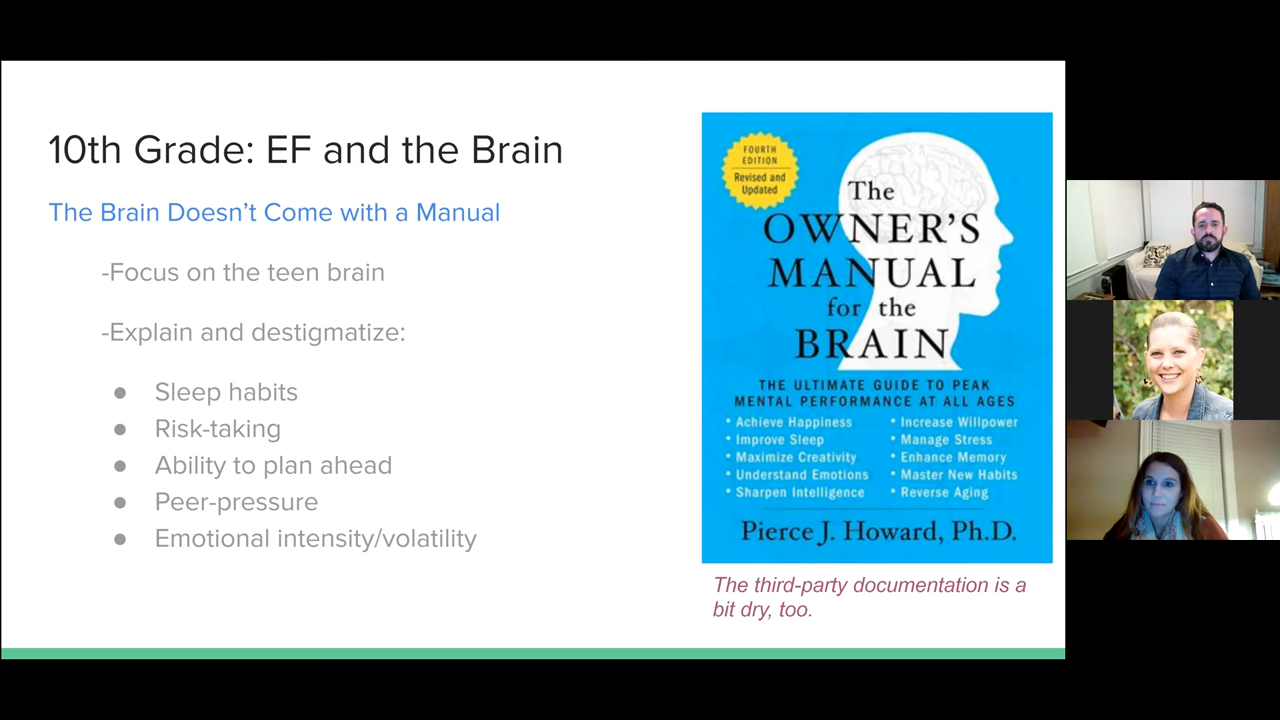 10th Grade: EF and the Brain
The Brain Doesn't Come with a Manual
-Focus on the teen brain
-Explain and destigmatize:
● Sleep habits
● Risk-taking
● Ability to plan ahead
● Peer-pressure
● Emotional intensity/volatility
FOURTH
EDITION
Revised and
Updated
The
OWNER'S
MANUAL
for the
BRAIN
THE ULTIMATE GUIDE TO PEAK
MENTAL PERFORMANCE AT ALL AGES
• Achieve Happiness
• Improve Sleep
• Maximize Creativity
• Understand Emotions
• Sharpen Intelligence
• Increase Willpower
• Manage Stress
• Enhance Memory
• Master New Habits
• Reverse Aging
Pierce J. Howard, Ph.D.
The third-party documentation is a
bit dry, too.